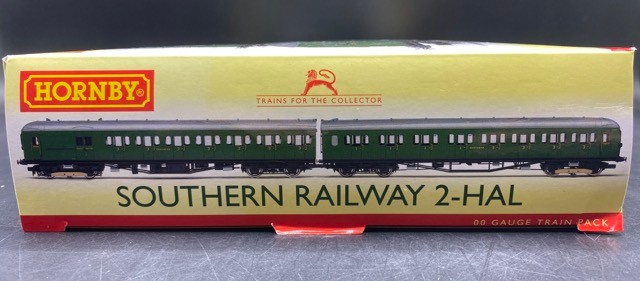 HORNBY
TRAINS FOR THE COLLECTOR
SOUTHERN RAILWAY 2-HAL
00 GAUGE TRAIN PACK